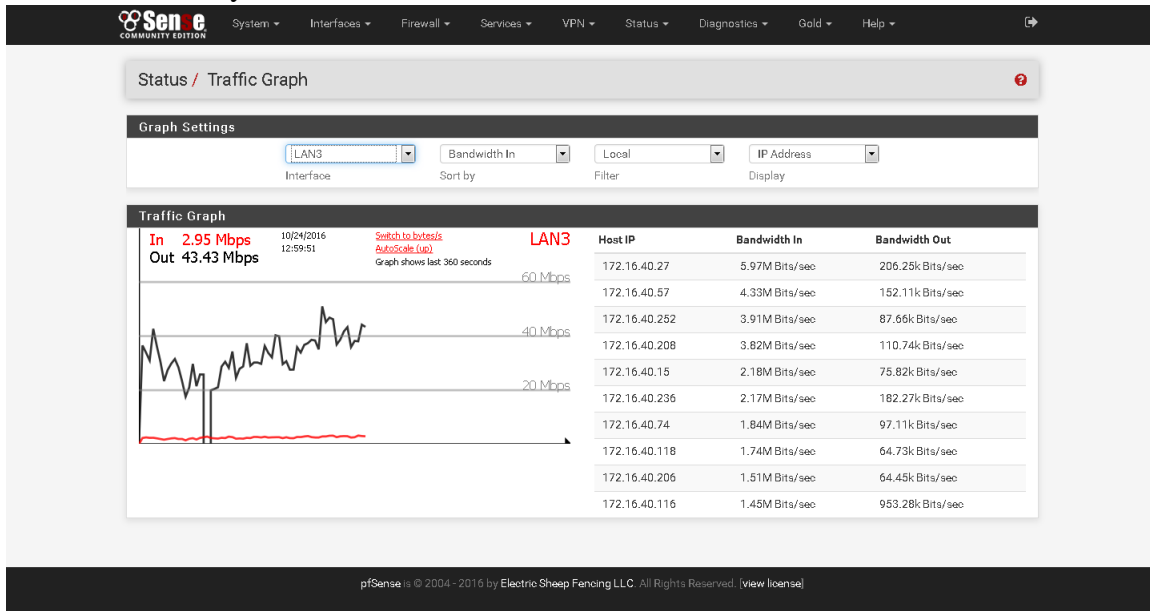 Sense
COMMUNITY EDITION
System Interfaces Firewall Services VPN Status Diagnostics Gold Help
Status / Traffic Graph
Graph Settings
LAN3 Bandwidth In Local IP Address
Interface Sort by Filter Display
Traffic Graph
In 2.95 Mbps 10/24/2016 Switch to bytes/s LAN3
Out 43.43 Mbps 12:59:51 AutoScale (up)
Graph shows last 360 seconds
60 Mbps
40 Mbps
20 Mbps
Host IP Bandwidth In Bandwidth Out
172.16.40.27 5.97M Bits/sec 206.25k Bits/sec
172.16.40.57 4.33M Bits/sec 152.11k Bits/sec
172.16.40.252 3.91M Bits/sec 87.66k Bits/sec
172.16.40.208 3.82M Bits/sec 110.74k Bits/sec
172.16.40.15 2.18M Bits/sec 75.82k Bits/sec
172.16.40.236 2.17M Bits/sec 182.27k Bits/sec
172.16.40.74 1.84M Bits/sec 97.11k Bits/sec
172.16.40.118 1.74M Bits/sec 64.73k Bits/sec
172.16.40.206 1.51M Bits/sec 64.45k Bits/sec
172.16.40.116 1.45M Bits/sec 953.28k Bits/sec
pfSense is © 2004 - 2016 by Electric Sheep Fencing LLC. All Rights Reserved. [view license]